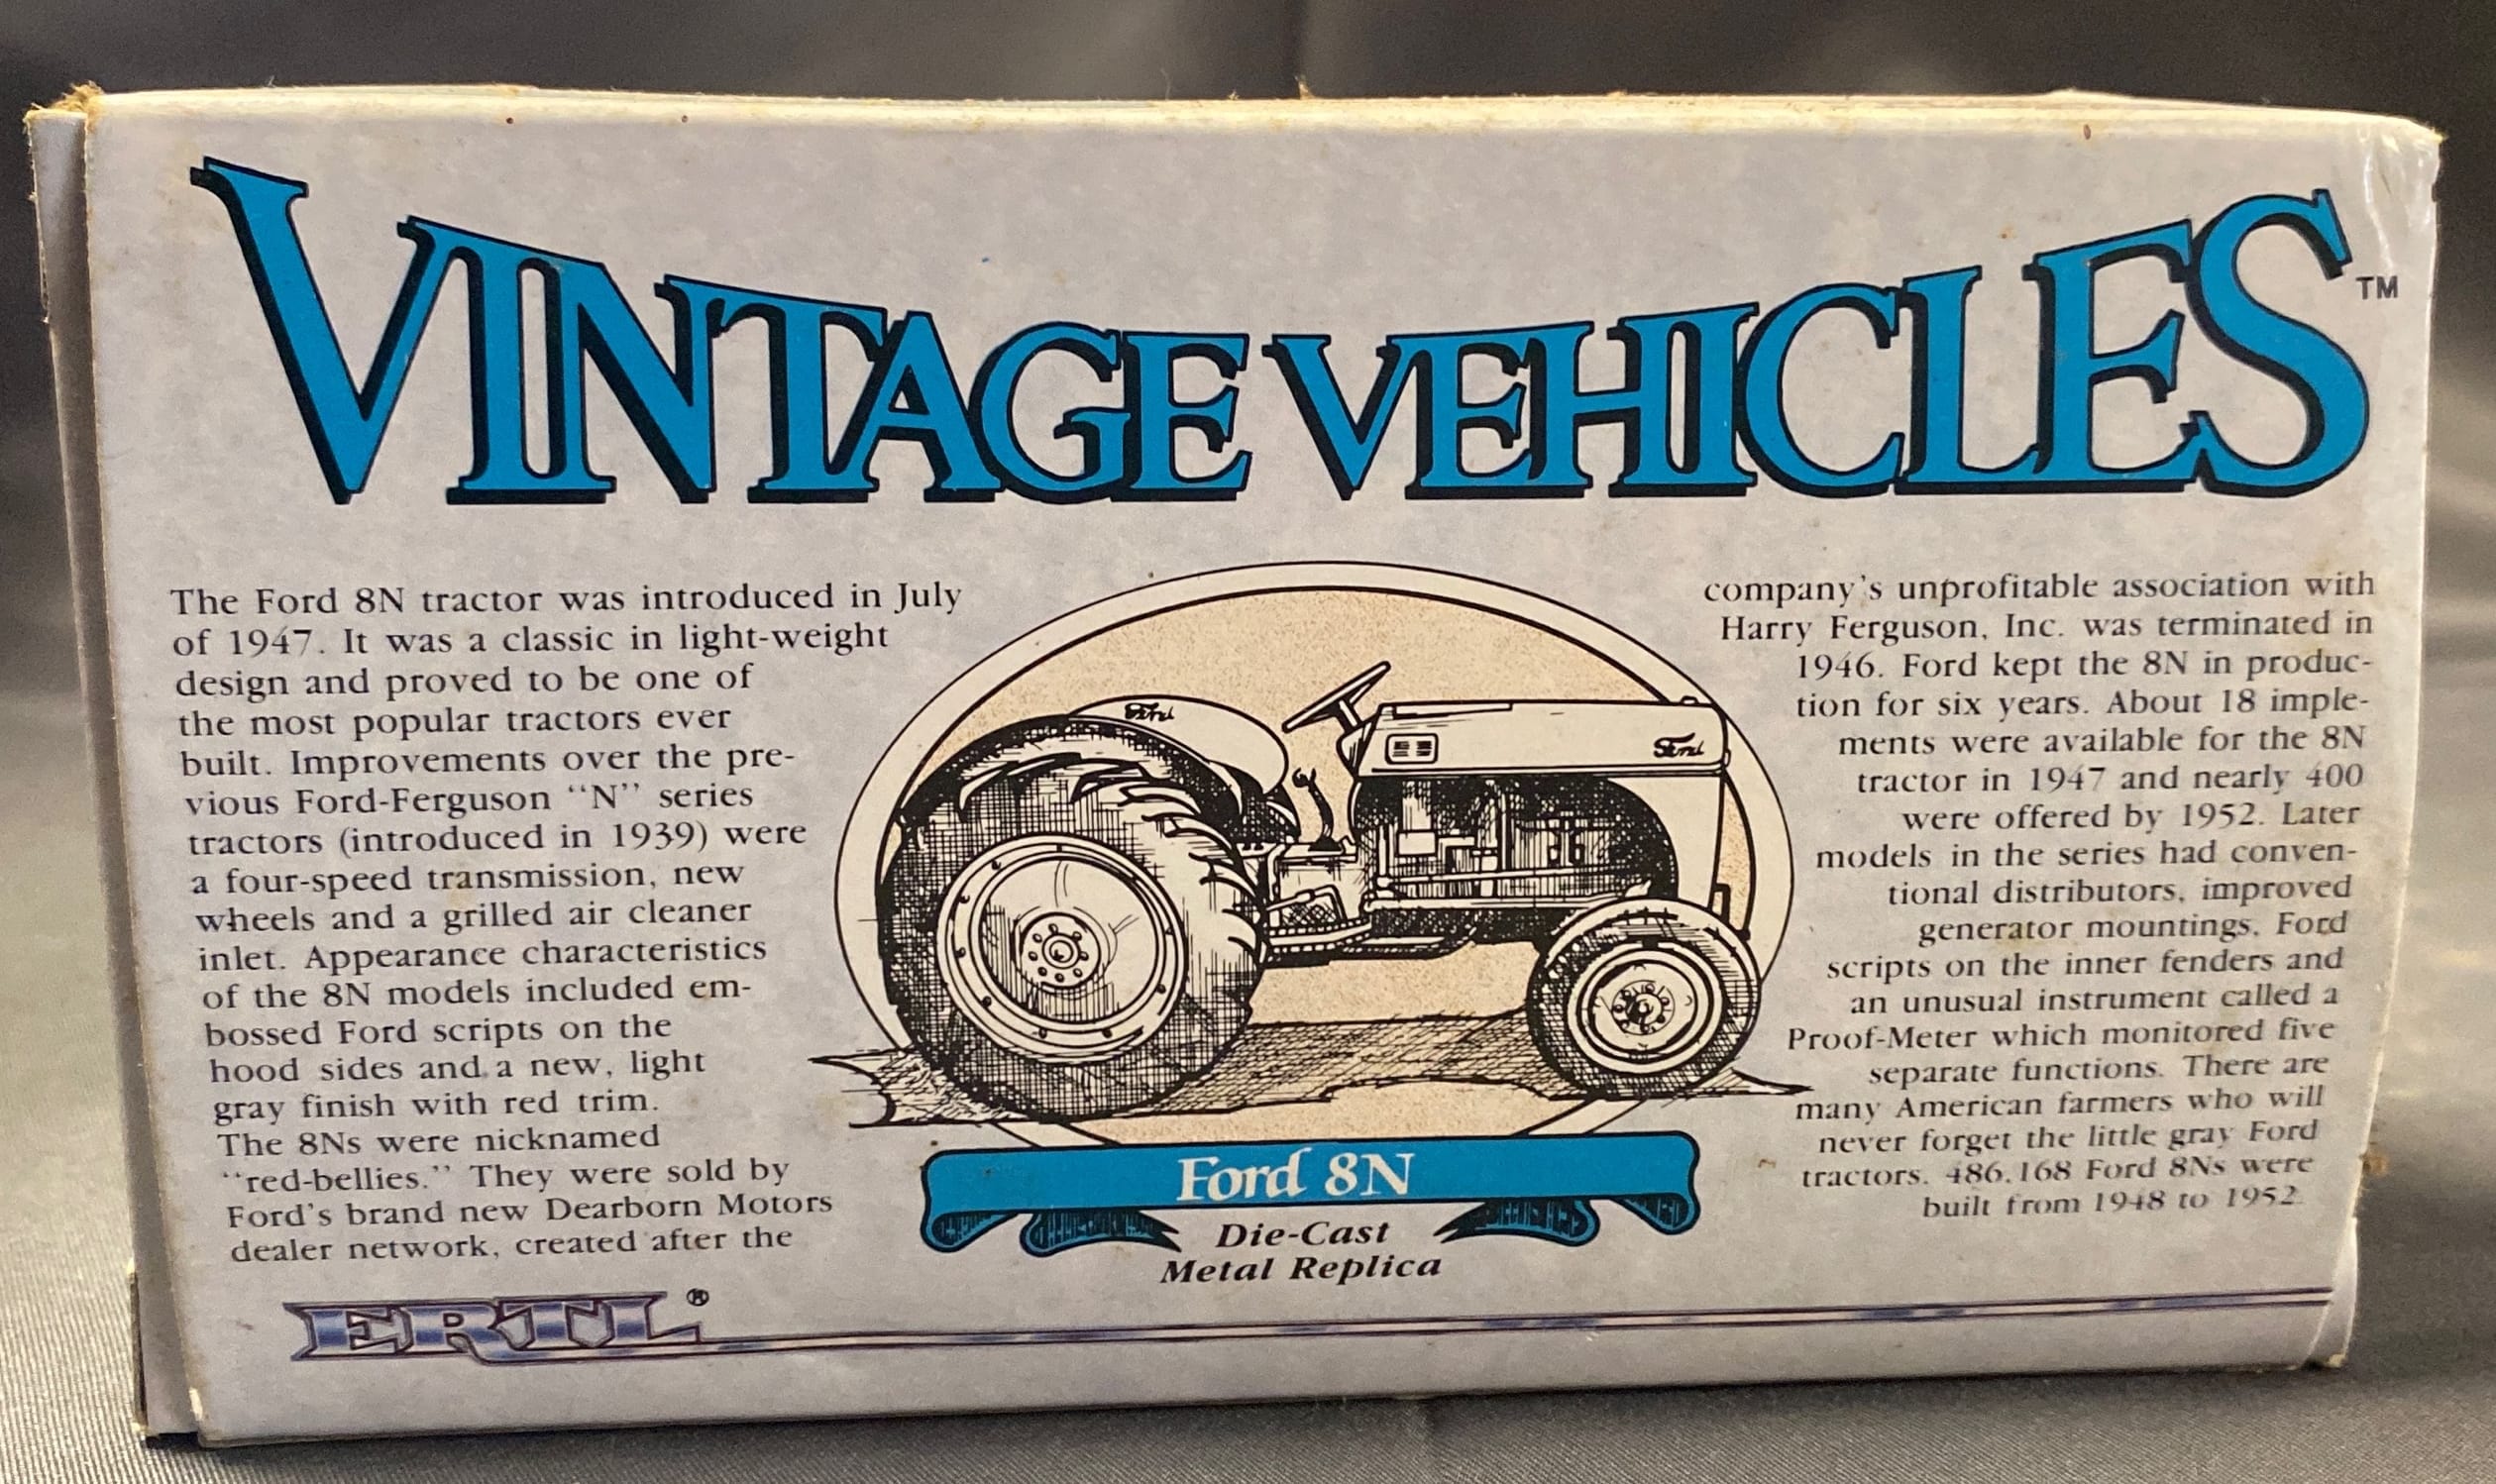 VINTAGE VEHICLES™
The Ford 8N tractor was introduced in July
of 1947. It was a classic in light-weight
design and proved to be one of
the most popular tractors ever
built. Improvements over the pre-
vious Ford-Ferguson "N" series
tractors (introduced in 1939) were
a four-speed transmission, new
wheels and a grilled air cleaner
inlet. Appearance characteristics
of the 8N models included em-
bossed Ford scripts on the
hood sides and a new, light
gray finish with red trim.
The 8Ns were nicknamed
"red-bellies." They were sold by
Ford's brand new Dearborn Motors
dealer network, created after the
company's unprofitable association with
Harry Ferguson, Inc. was terminated in
1946. Ford kept the 8N in produc-
tion for six years. About 18 imple-
ments were available for the 8N
tractor in 1947 and nearly 400
were offered by 1952. Later
models in the series had conven-
tional distributors, improved
generator mountings, Ford
scripts on the inner fenders and
an unusual instrument called a
Proof-Meter which monitored five
separate functions. There are
many American farmers who will
never forget the little gray Ford
tractors. 486,168 Ford 8Ns were
built from 1948 to 1952.
Ford
Ford
Ford 8N
Die-Cast
Metal Replica
ERTL®